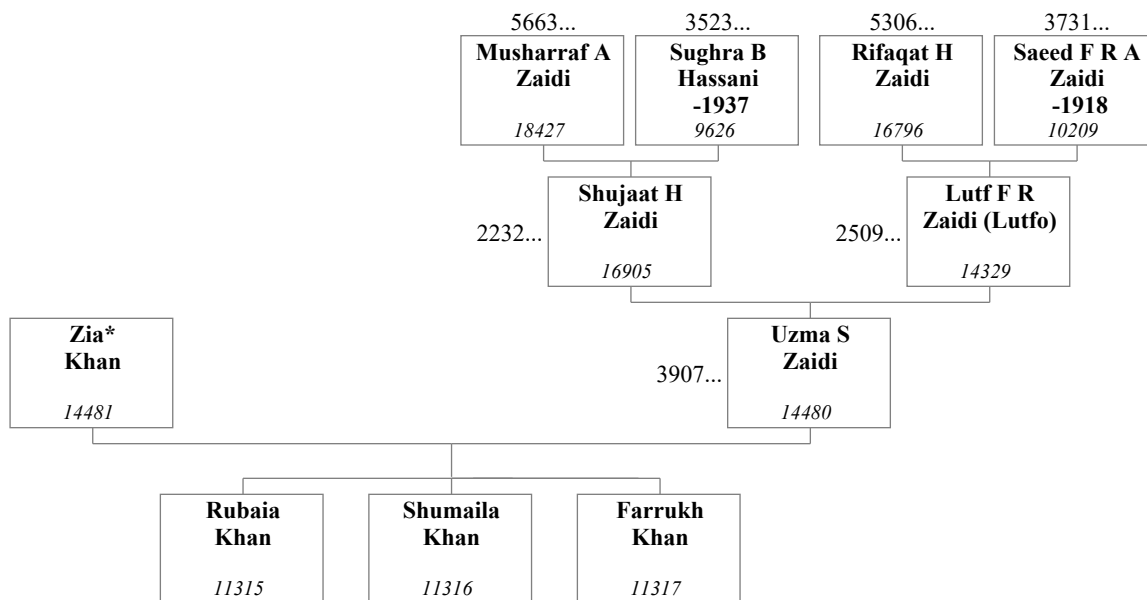 5663...
3523...
5306...
3731...
Musharraf A
Zaidi
18427
Sughra B
Hassani
-1937
9626
Rifaqat H
Zaidi
16796
Saeed F R A
Zaidi
-1918
10209
2232...
Shujaat H
Zaidi
16905
2509...
Lutf F R
Zaidi (Lutfo)
14329
Zia*
Khan
14481
3907...
Uzma S
Zaidi
14480
Rubaia
Khan
11315
Shumaila
Khan
11316
Farrukh
Khan
11317